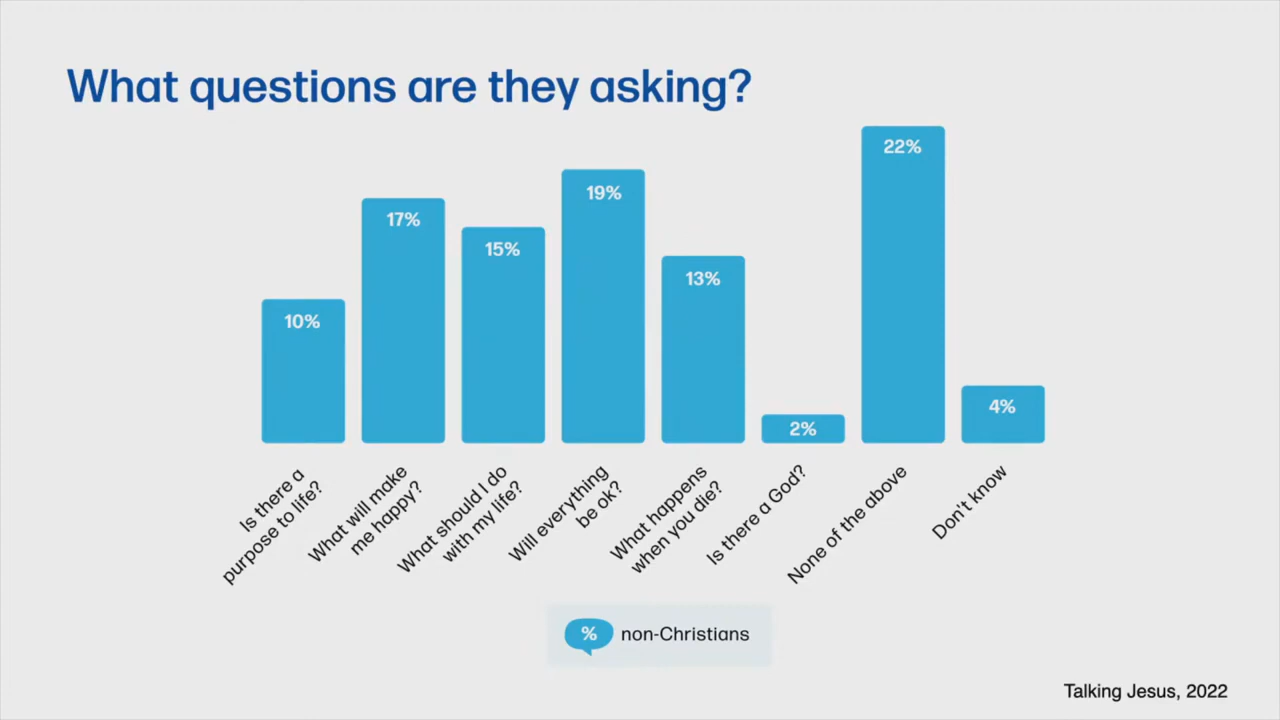 What questions are they asking?
10%
17%
15%
19%
13%
2%
22%
4%
Is there a
purpose to life?
What will make
me happy?
What should I do
with my life?
Will everything
be ok?
What happens
when you die?
Is there a God?
None of the above
Don't know
% non-Christians
Talking Jesus, 2022